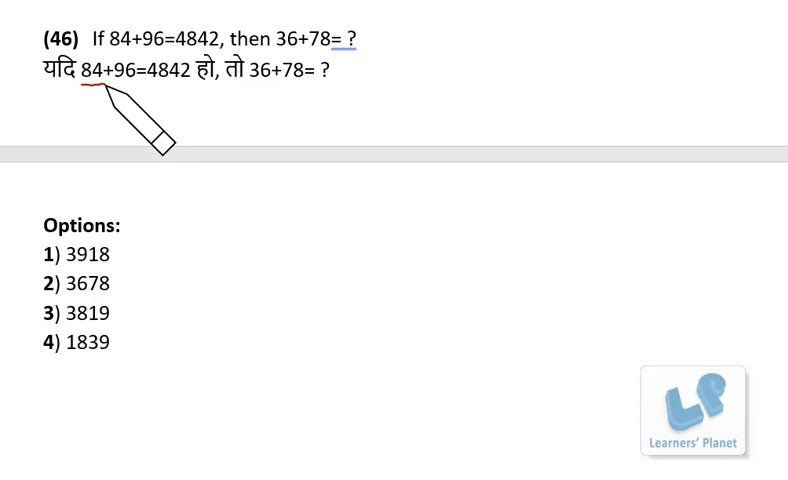 (46) If 84+96=4842, then 36+78= ?
यदि 84+96=4842 हो, तो 36+78= ?
Options:
1) 3918
2) 3678
3) 3819
4) 1839
LP
Learners' Planet